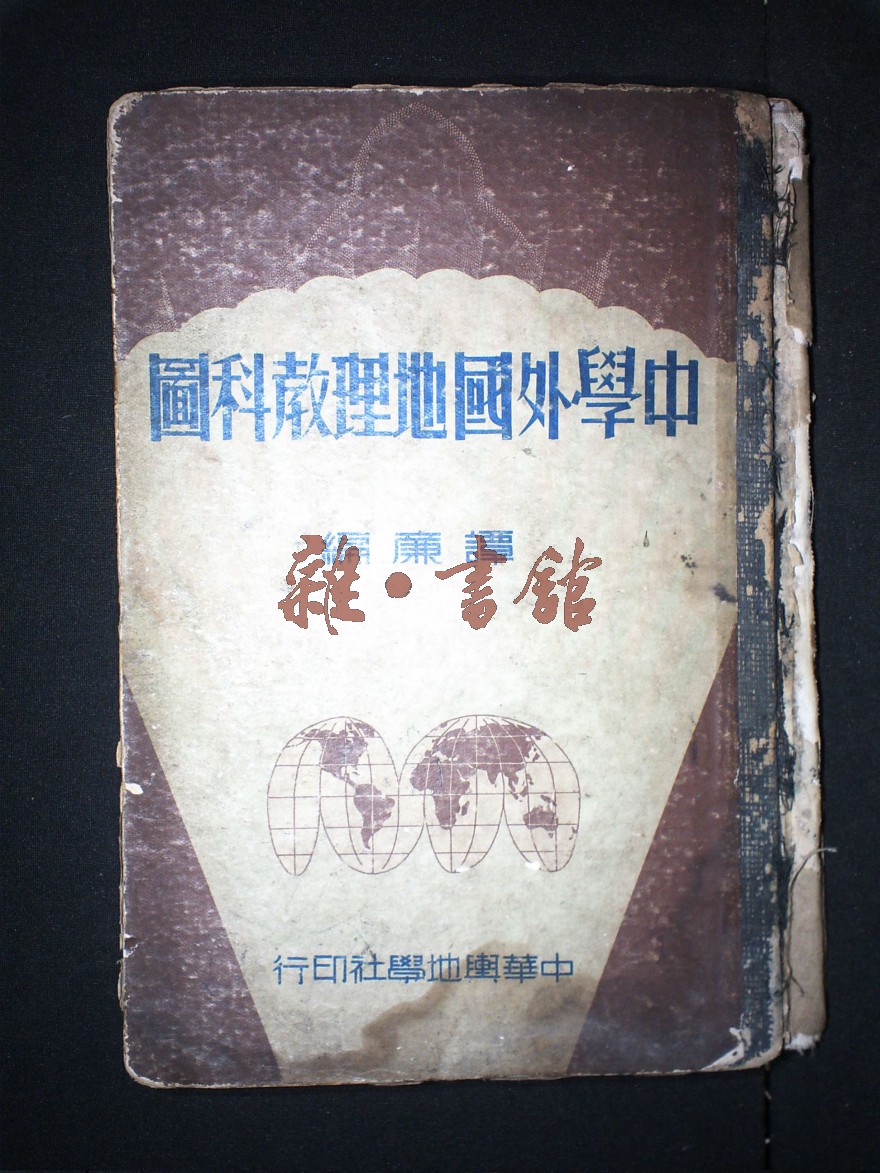 中學外國地理教科圖
譚廉編
雜·書館
中華輿地學社印行